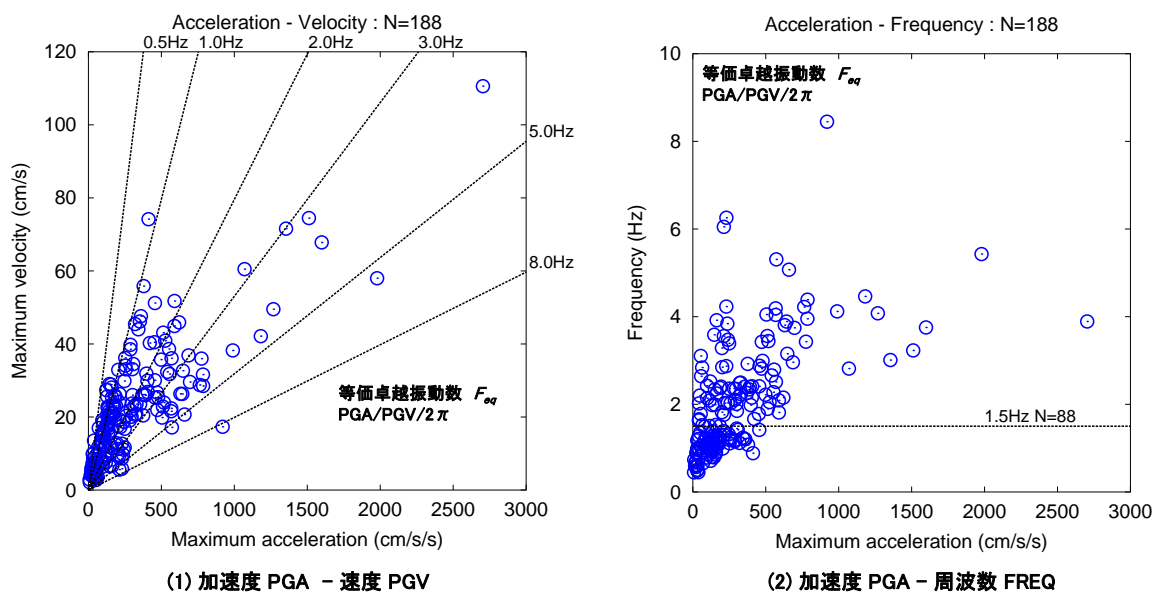 Acceleration - Velocity : N=188
0.5Hz
1.0Hz
2.0Hz
3.0Hz
5.0Hz
8.0Hz
120
100
80
60
40
20
0
Maximum velocity (cm/s)
等価卓越振動数 Feq
PGA/PGV/2π
0 500 1000 1500 2000 2500 3000
Maximum acceleration (cm/s/s)
(1) 加速度 PGA - 速度 PGV
Acceleration - Frequency : N=188
10
8
6
4
2
0
Frequency (Hz)
等価卓越振動数 Feq
PGA/PGV/2π
1.5Hz N=88
0 500 1000 1500 2000 2500 3000
Maximum acceleration (cm/s/s)
(2) 加速度 PGA - 周波数 FREQ